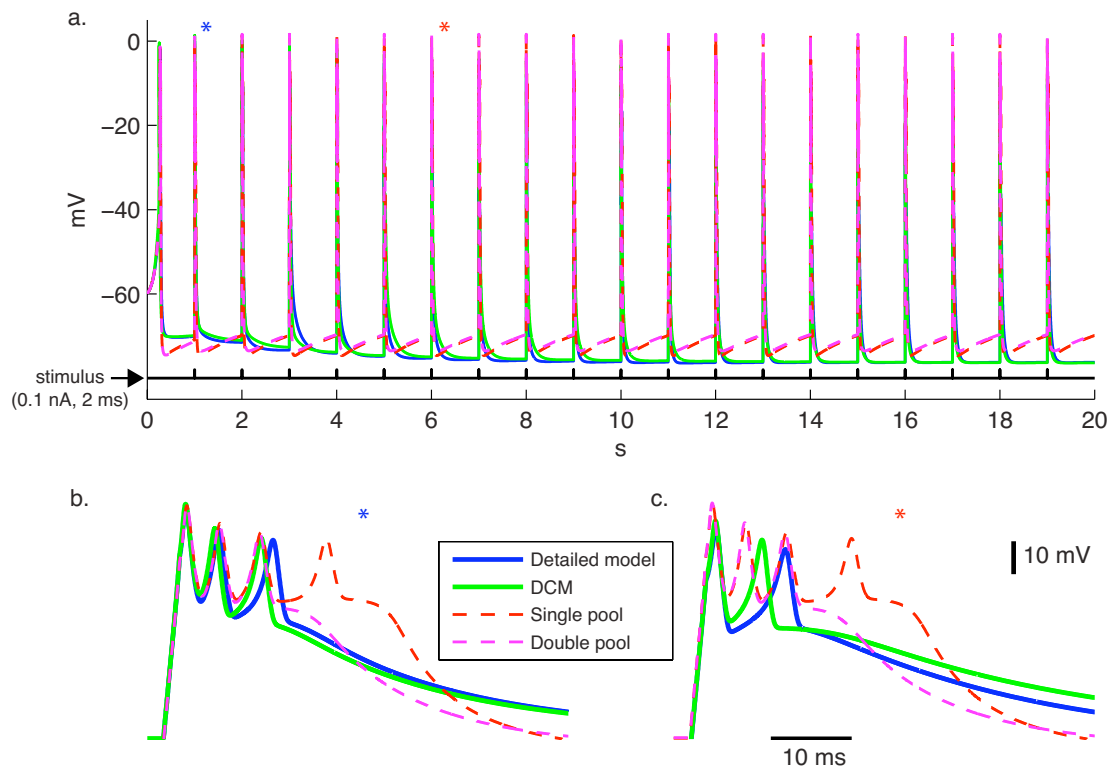 a.
*
*
0
−20
−40
−60
mV
stimulus
(0.1 nA, 2 ms)
0 2 4 6 8 10 12 14 16 18 20
s
b.
*
c.
*
Detailed model
DCM
Single pool
Double pool
10 mV
10 ms